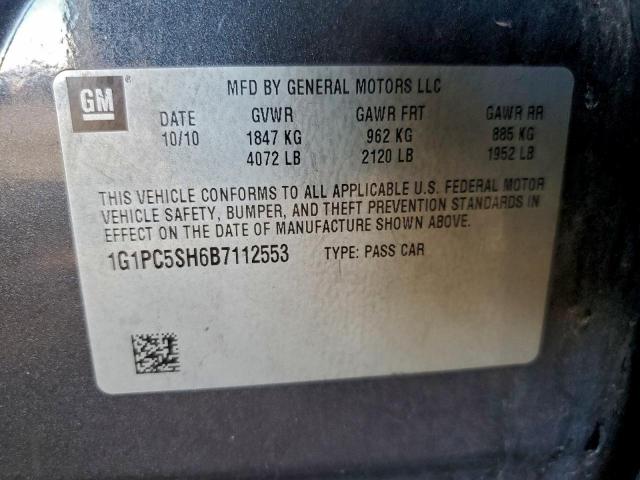 GM
MFD BY GENERAL MOTORS LLC
DATE GVWR GAWR FRT GAWR RR
10/10 1847 KG 962 KG 885 KG
4072 LB 2120 LB 1952 LB
THIS VEHICLE CONFORMS TO ALL APPLICABLE U.S. FEDERAL MOTOR
VEHICLE SAFETY, BUMPER, AND THEFT PREVENTION STANDARDS IN
EFFECT ON THE DATE OF MANUFACTURE SHOWN ABOVE.
1G1PC5SH6B7112553 TYPE: PASS CAR